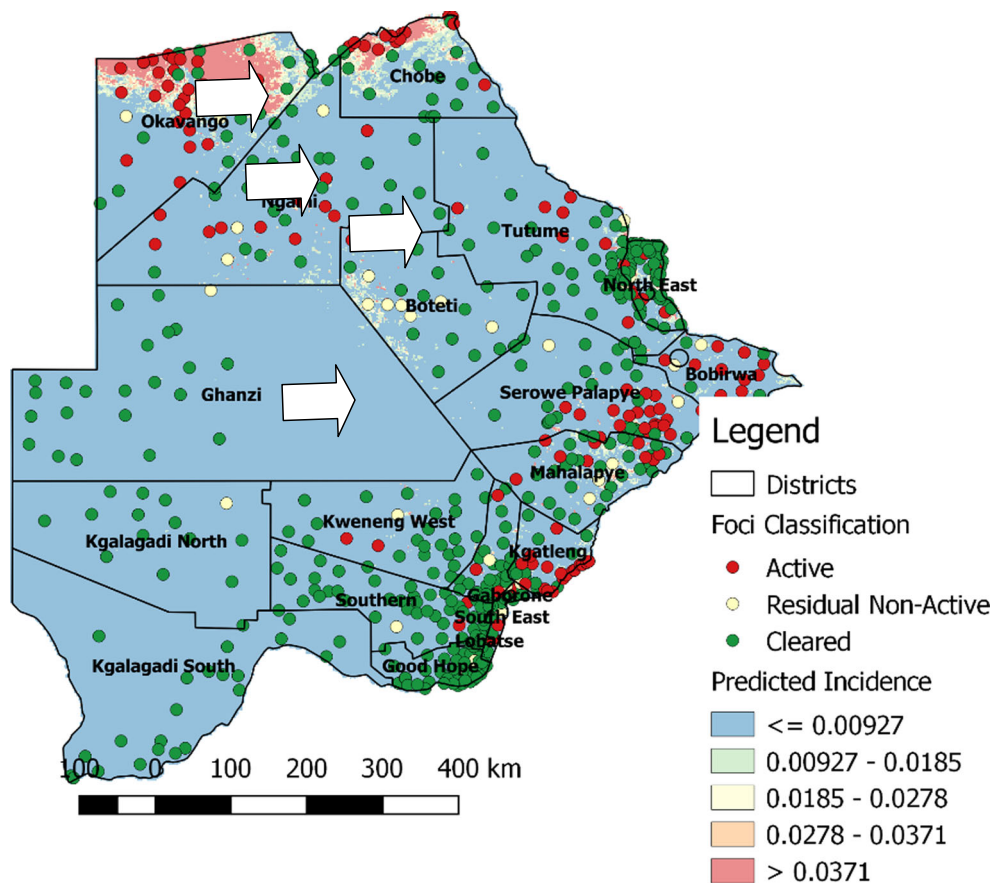 Chobe
Okavango
Ngami
Tutume
North East
Boteti
Bobirwa
Ghanzi
Serowe Palapye
Mahalapye
Kweneng West
Kgatleng
Kgalagadi North
Gaborone
Southern
South East
Lobatse
Good Hope
Kgalagadi South
100 0 100 200 300 400 km
Legend
Districts
Foci Classification
Active
Residual Non-Active
Cleared
Predicted Incidence
<= 0.00927
0.00927 - 0.0185
0.0185 - 0.0278
0.0278 - 0.0371
> 0.0371